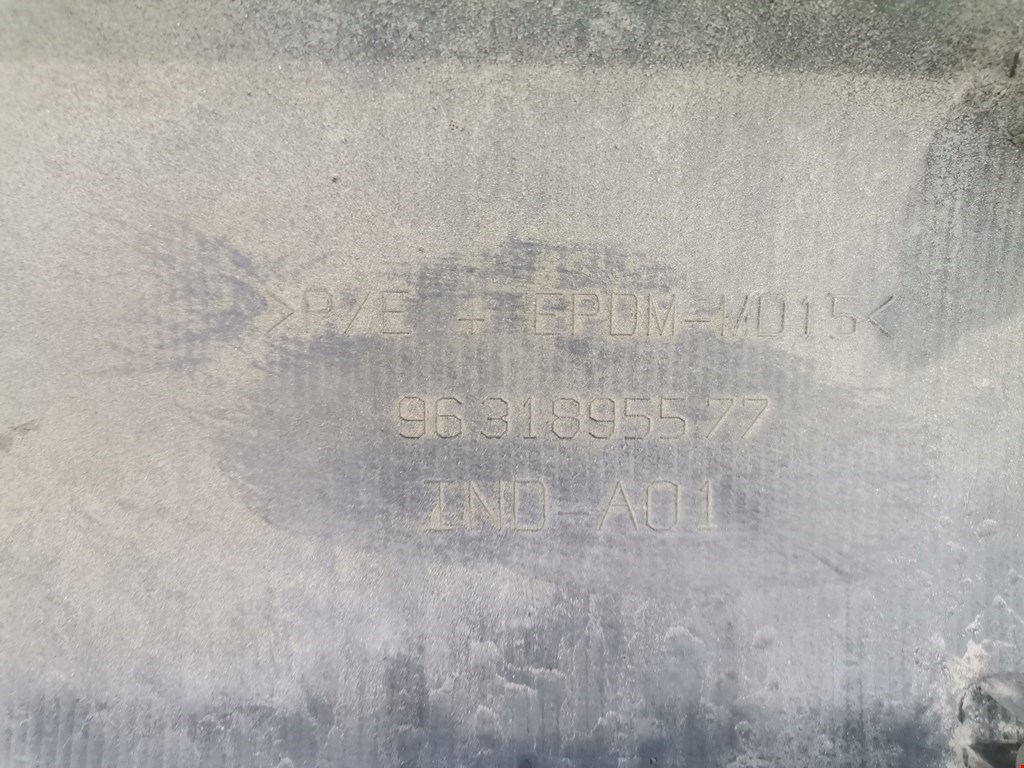 >P/E + EPDM-MD15<
96 318955 77
IND-A01